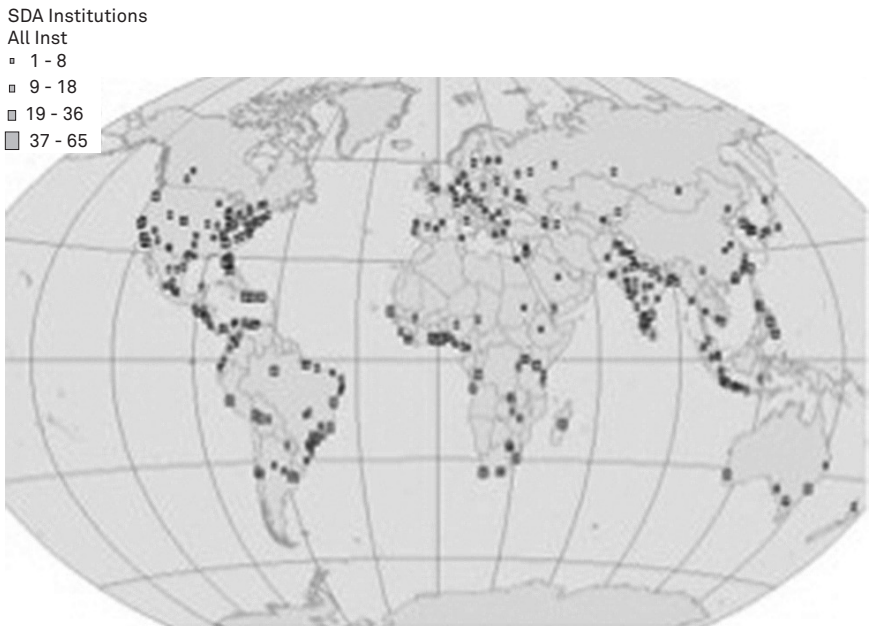 SDA Institutions
All Inst
1 - 8
9 - 18
19 - 36
37 - 65